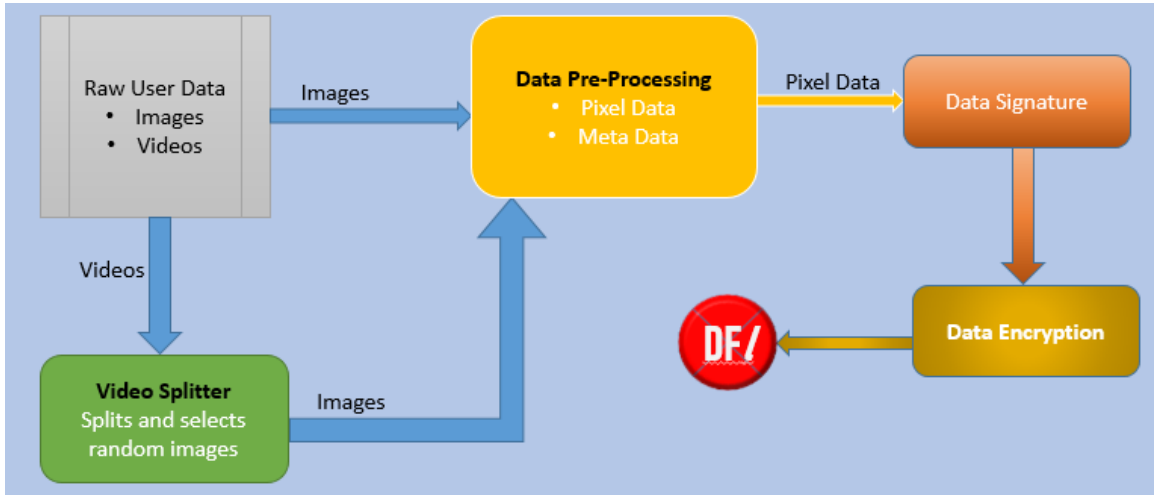 Raw User Data
• Images
• Videos
Images
Data Pre-Processing
• Pixel Data
• Meta Data
Pixel Data
Data Signature
Videos
Data Encryption
Video Splitter
Splits and selects
random images
Images